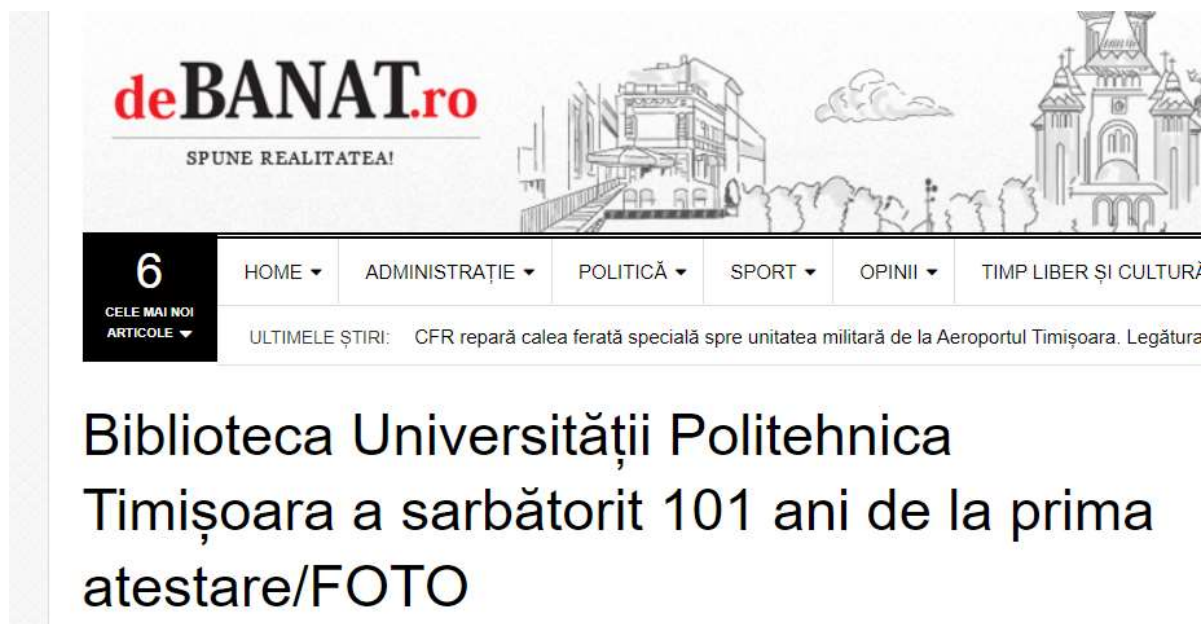 deBANAT.ro
SPUNE REALITATEA!
6
CELE MAI NOI
ARTICOLE
HOME
ADMINISTRAȚIE
POLITICĂ
SPORT
OPINII
TIMP LIBER ȘI CULTURĂ
ULTIMELE ȘTIRI: CFR repară calea ferată specială spre unitatea militară de la Aeroportul Timișoara. Legătura
Biblioteca Universității Politehnica
Timișoara a sarbătorit 101 ani de la prima
atestare/FOTO